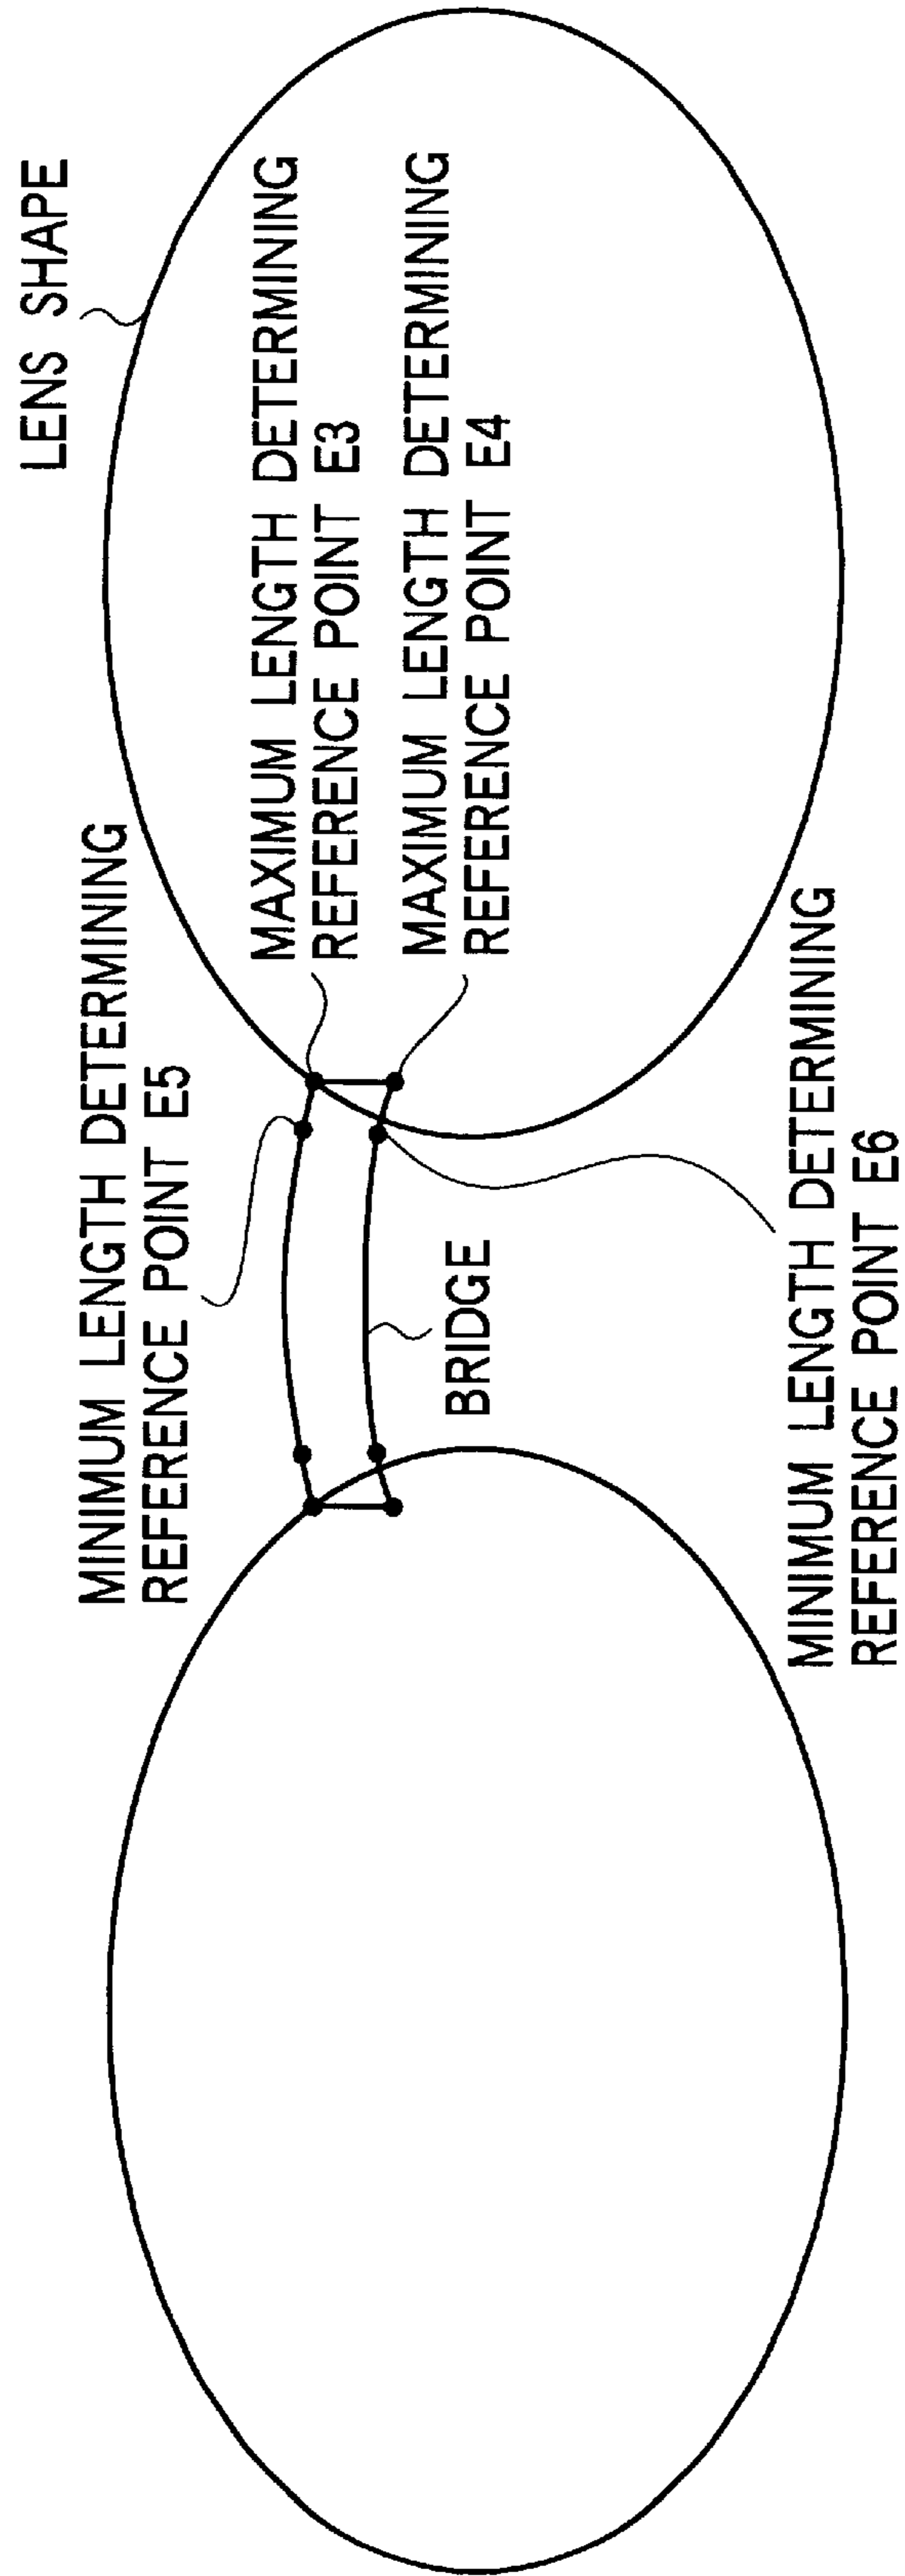 LENS SHAPE
MINIMUM LENGTH DETERMINING
REFERENCE POINT E5
MAXIMUM LENGTH DETERMINING
REFERENCE POINT E3
MAXIMUM LENGTH DETERMINING
REFERENCE POINT E4
BRIDGE
MINIMUM LENGTH DETERMINING
REFERENCE POINT E6